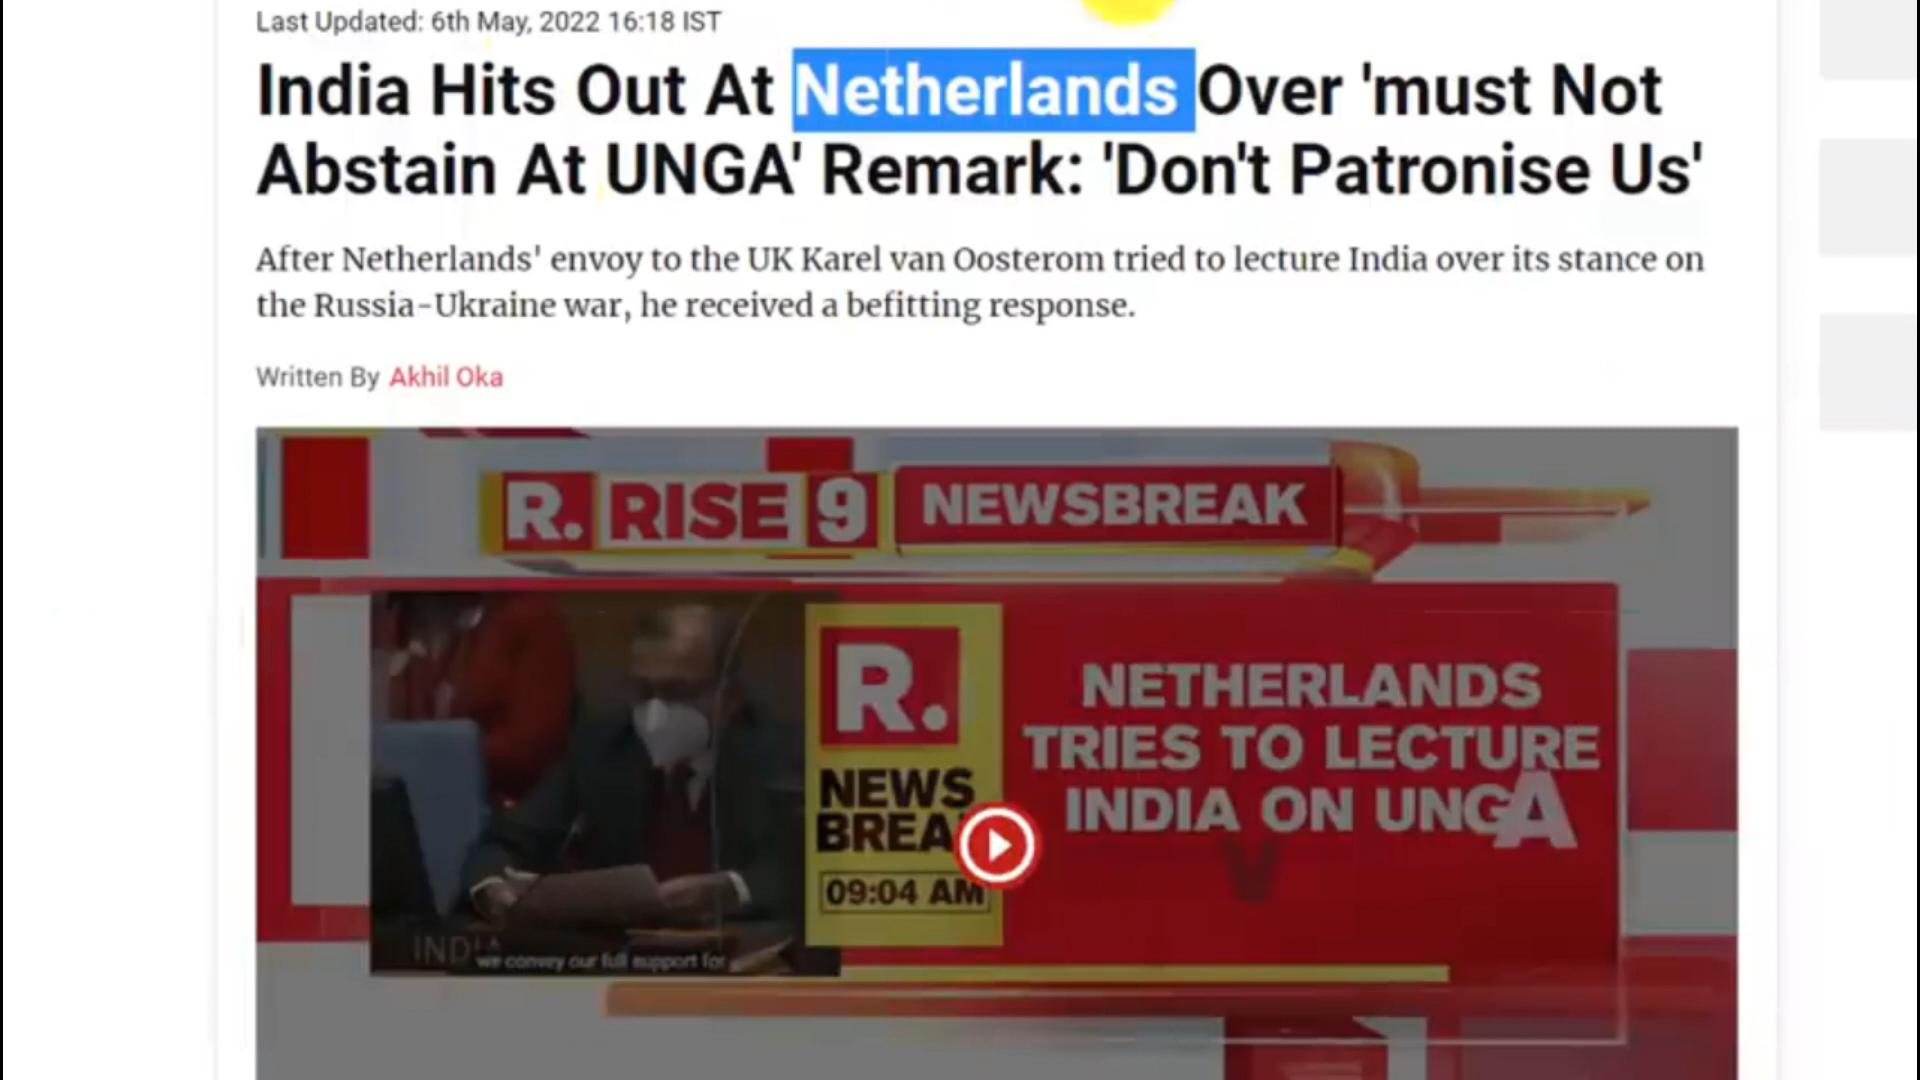 Last Updated: 6th May, 2022 16:18 IST
India Hits Out At Netherlands Over 'must Not
Abstain At UNGA' Remark: 'Don't Patronise Us'
After Netherlands' envoy to the UK Karel van Oosterom tried to lecture India over its stance on
the Russia-Ukraine war, he received a befitting response.
Written By Akhil Oka
R. RISE 9 NEWSBREAK
R.
NEWS
09:04 AM
NETHERLANDS
TRIES TO LECTURE
INDIA ON UNGA
V
we convey our full support for